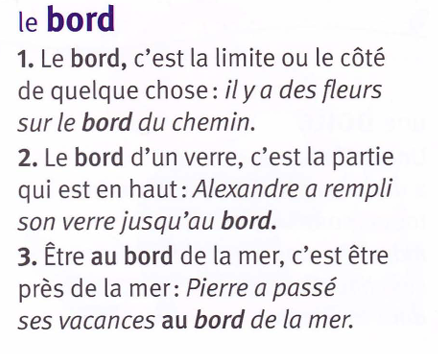 le bord
1. Le bord, c'est la limite ou le côté
de quelque chose : il y a des fleurs
sur le bord du chemin.
2. Le bord d'un verre, c'est la partie
qui est en haut : Alexandre a rempli
son verre jusqu'au bord.
3. Être au bord de la mer, c'est être
près de la mer : Pierre a passé
ses vacances au bord de la mer.